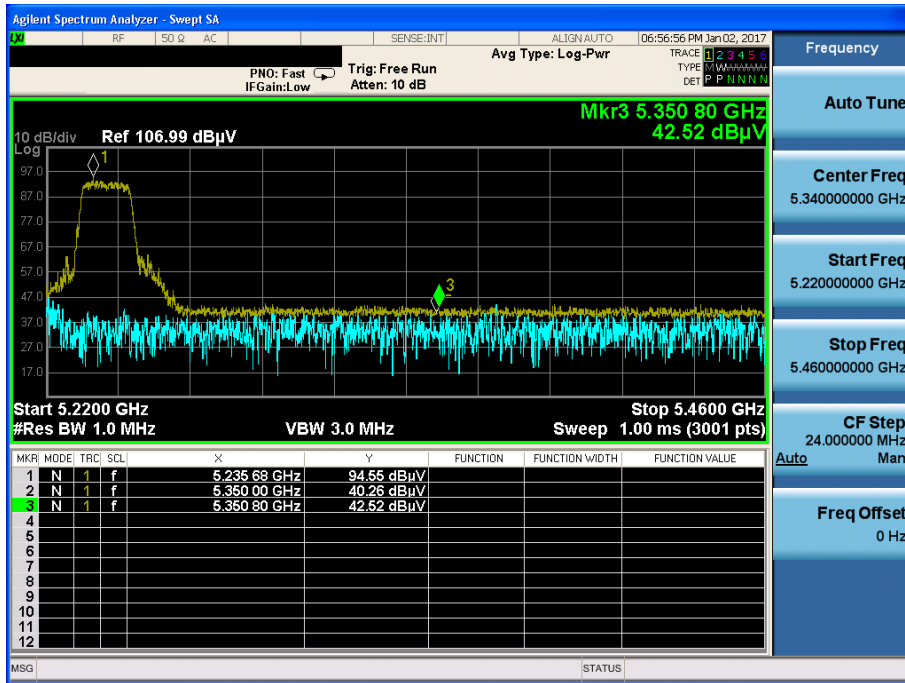 Agilent Spectrum Analyzer - Swept SA
LXI RF 50 Ω AC SENSE:INT ALIGN AUTO 06:56:56 PM Jan 02, 2017
Frequency
Avg Type: Log-Pwr TRACE 1 2 3 4 5 6
PNO: Fast Trig: Free Run TYPE M WWWWW
IFGain:Low Atten: 10 dB DET P P N N N N
Auto Tune
Mkr3 5.350 80 GHz
10 dB/div Ref 106.99 dBµV 42.52 dBµV
Log
97.0
87.0
77.0
67.0
57.0
47.0
37.0
27.0
17.0
1
3
Center Freq
5.340000000 GHz
Start Freq
5.220000000 GHz
Stop Freq
5.460000000 GHz
Start 5.2200 GHz Stop 5.4600 GHz
#Res BW 1.0 MHz VBW 3.0 MHz Sweep 1.00 ms (3001 pts)
CF Step
24.000000 MHz
Auto Man
MKR MODE TRC SCL X Y FUNCTION FUNCTION WIDTH FUNCTION VALUE
1 N 1 f 5.235 68 GHz 94.55 dBµV
2 N 1 f 5.350 00 GHz 40.26 dBµV
3 N 1 f 5.350 80 GHz 42.52 dBµV
4
5
6
7
8
9
10
11
12
Freq Offset
0 Hz
MSG STATUS